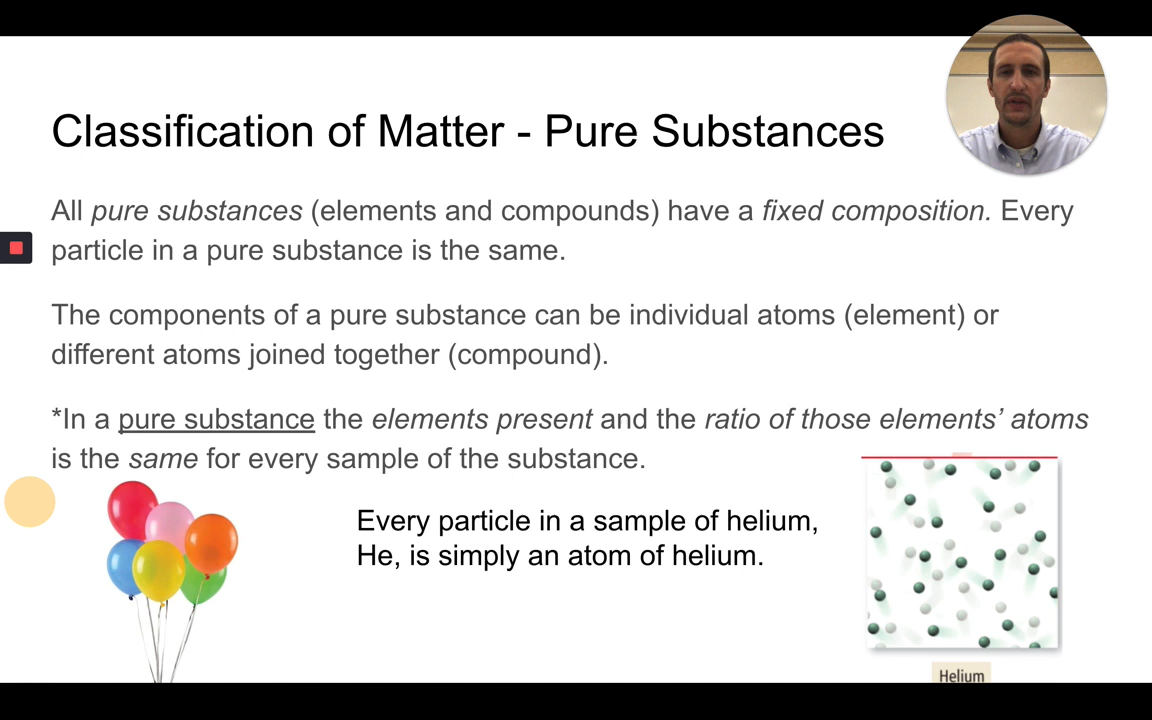 Classification of Matter - Pure Substances
All pure substances (elements and compounds) have a fixed composition. Every
particle in a pure substance is the same.
The components of a pure substance can be individual atoms (element) or
different atoms joined together (compound).
*In a pure substance the elements present and the ratio of those elements’ atoms
is the same for every sample of the substance.
Every particle in a sample of helium,
He, is simply an atom of helium.
Helium